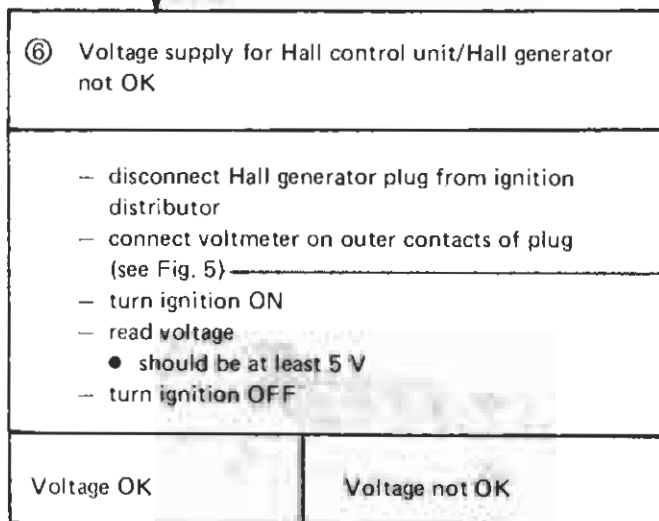 ⑥ Voltage supply for Hall control unit/Hall generator
not OK
– disconnect Hall generator plug from ignition
distributor
– connect voltmeter on outer contacts of plug
(see Fig. 5)
– turn ignition ON
– read voltage
● should be at least 5 V
– turn ignition OFF
Voltage OK
Voltage not OK